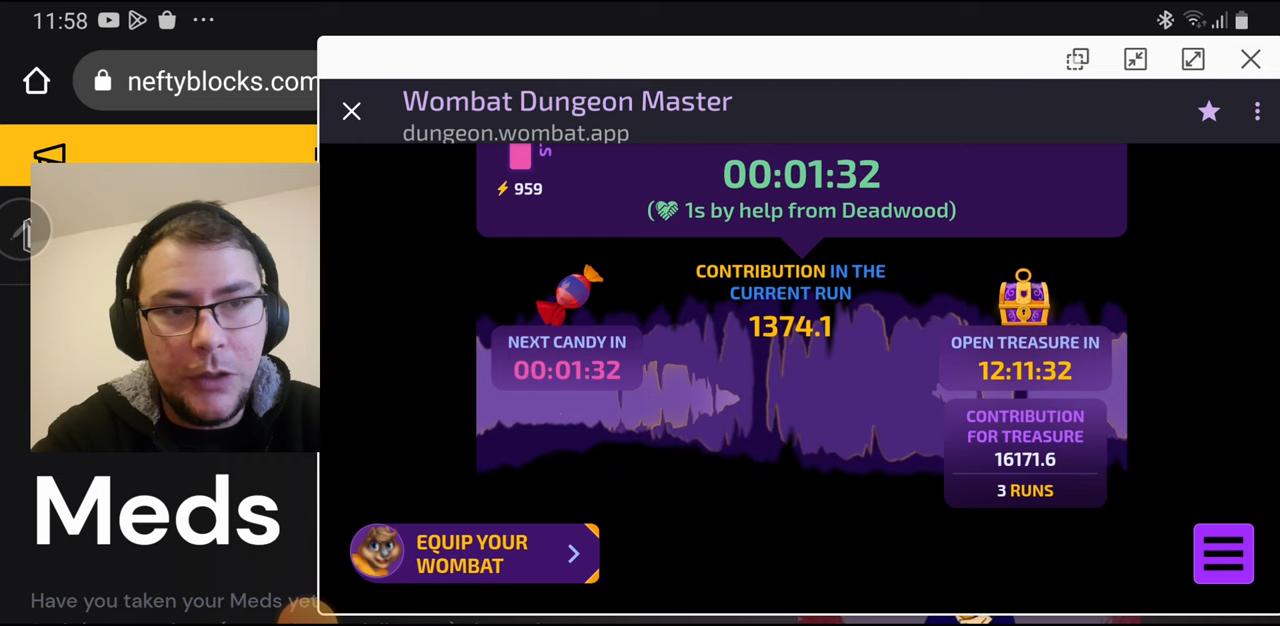 11:58
neftyblocks.com
Wombat Dungeon Master
dungeon.wombat.app
959
00:01:32
(1s by help from Deadwood)
CONTRIBUTION IN THE
CURRENT RUN
1374.1
NEXT CANDY IN
00:01:32
OPEN TREASURE IN
12:11:32
CONTRIBUTION
FOR TREASURE
16171.6
3 RUNS
EQUIP YOUR
WOMBAT
Meds
Have you taken your Meds yet